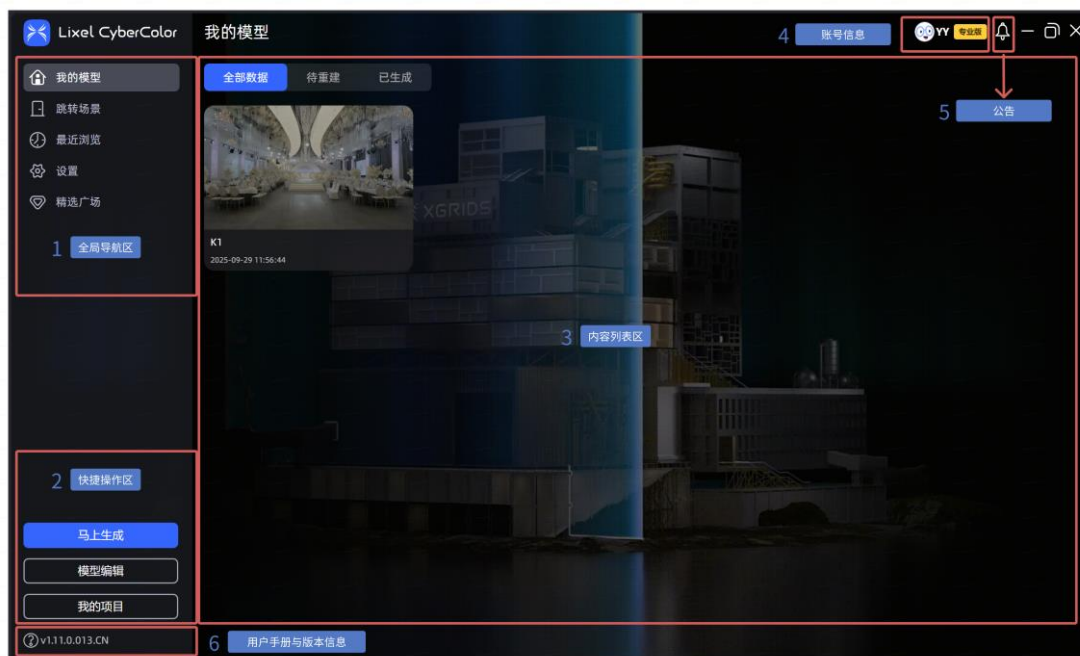 Lixel CyberColor
我的模型
4 账号信息
YY 专业版
我的模型
跳转场景
最近浏览
设置
精选广场
1 全局导航区
全部数据 待重建 已生成
5 公告
XGRIDS
K1
2025-09-29 11:56:44
3 内容列表区
2 快捷操作区
马上生成
模型编辑
我的项目
v1.11.0.013.CN
6 用户手册与版本信息